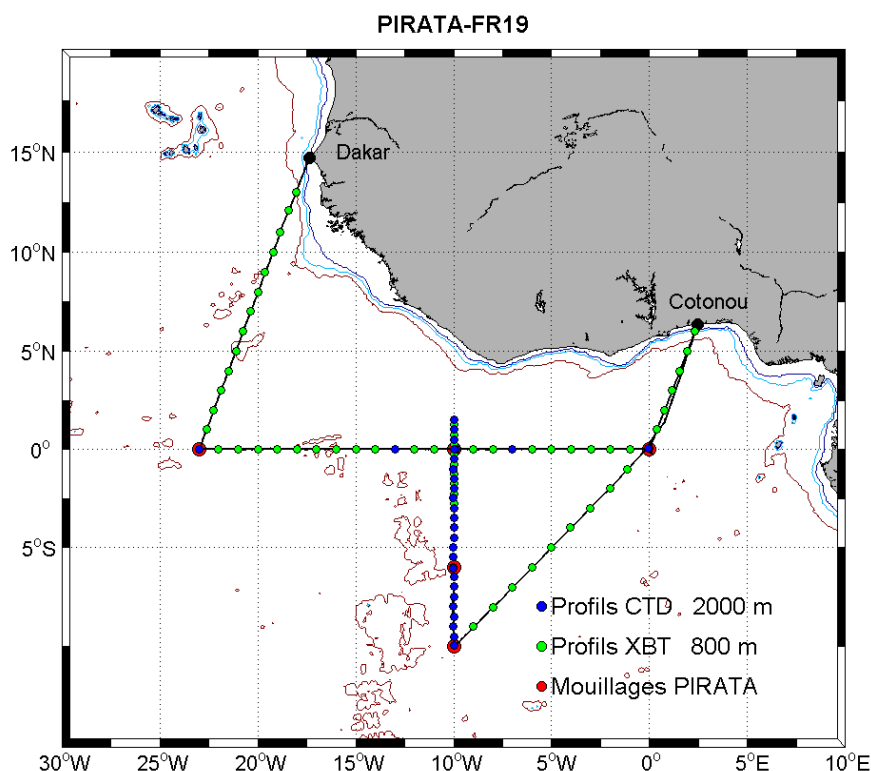 PIRATA-FR19
15°N
Dakar
10°N
Cotonou
5°N
0°
5°S
Profils CTD 2000 m
Profils XBT 800 m
Mouillages PIRATA
30°W 25°W 20°W 15°W 10°W 5°W 0° 5°E 10°E